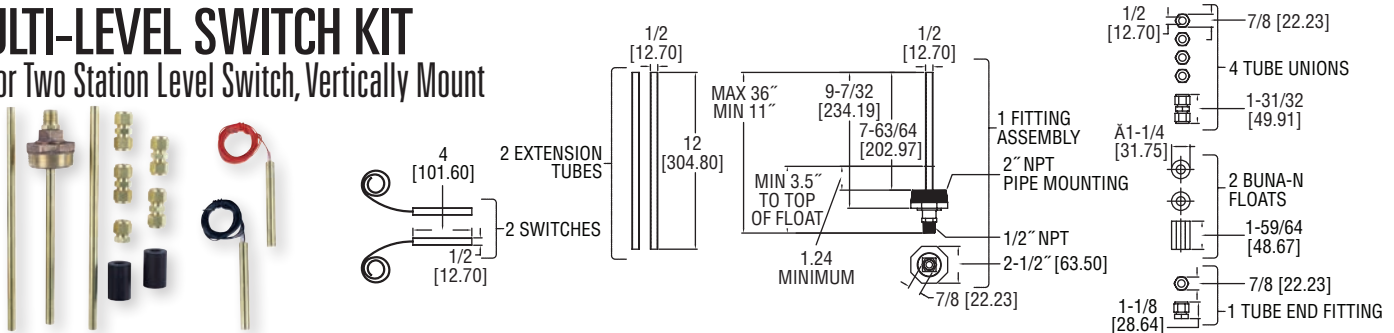 ULTI-LEVEL SWITCH KIT
or Two Station Level Switch, Vertically Mount
4
[101.60]
2 SWITCHES
1/2
[12.70]
1/2
[12.70]
2 EXTENSION
TUBES
12
[304.80]
1/2
[12.70]
MAX 36˝
MIN 11˝
9-7/32
[234.19]
7-63/64
[202.97]
MIN 3.5˝
TO TOP
OF FLOAT
1.24
MINIMUM
1 FITTING
ASSEMBLY
2˝ NPT
PIPE MOUNTING
1/2˝ NPT
2-1/2˝ [63.50]
7/8 [22.23]
1/2
[12.70]
7/8 [22.23]
4 TUBE UNIONS
1-31/32
[49.91]
Ă1-1/4
[31.75]
2 BUNA-N
FLOATS
1-59/64
[48.67]
7/8 [22.23]
1 TUBE END FITTING
1-1/8
[28.64]